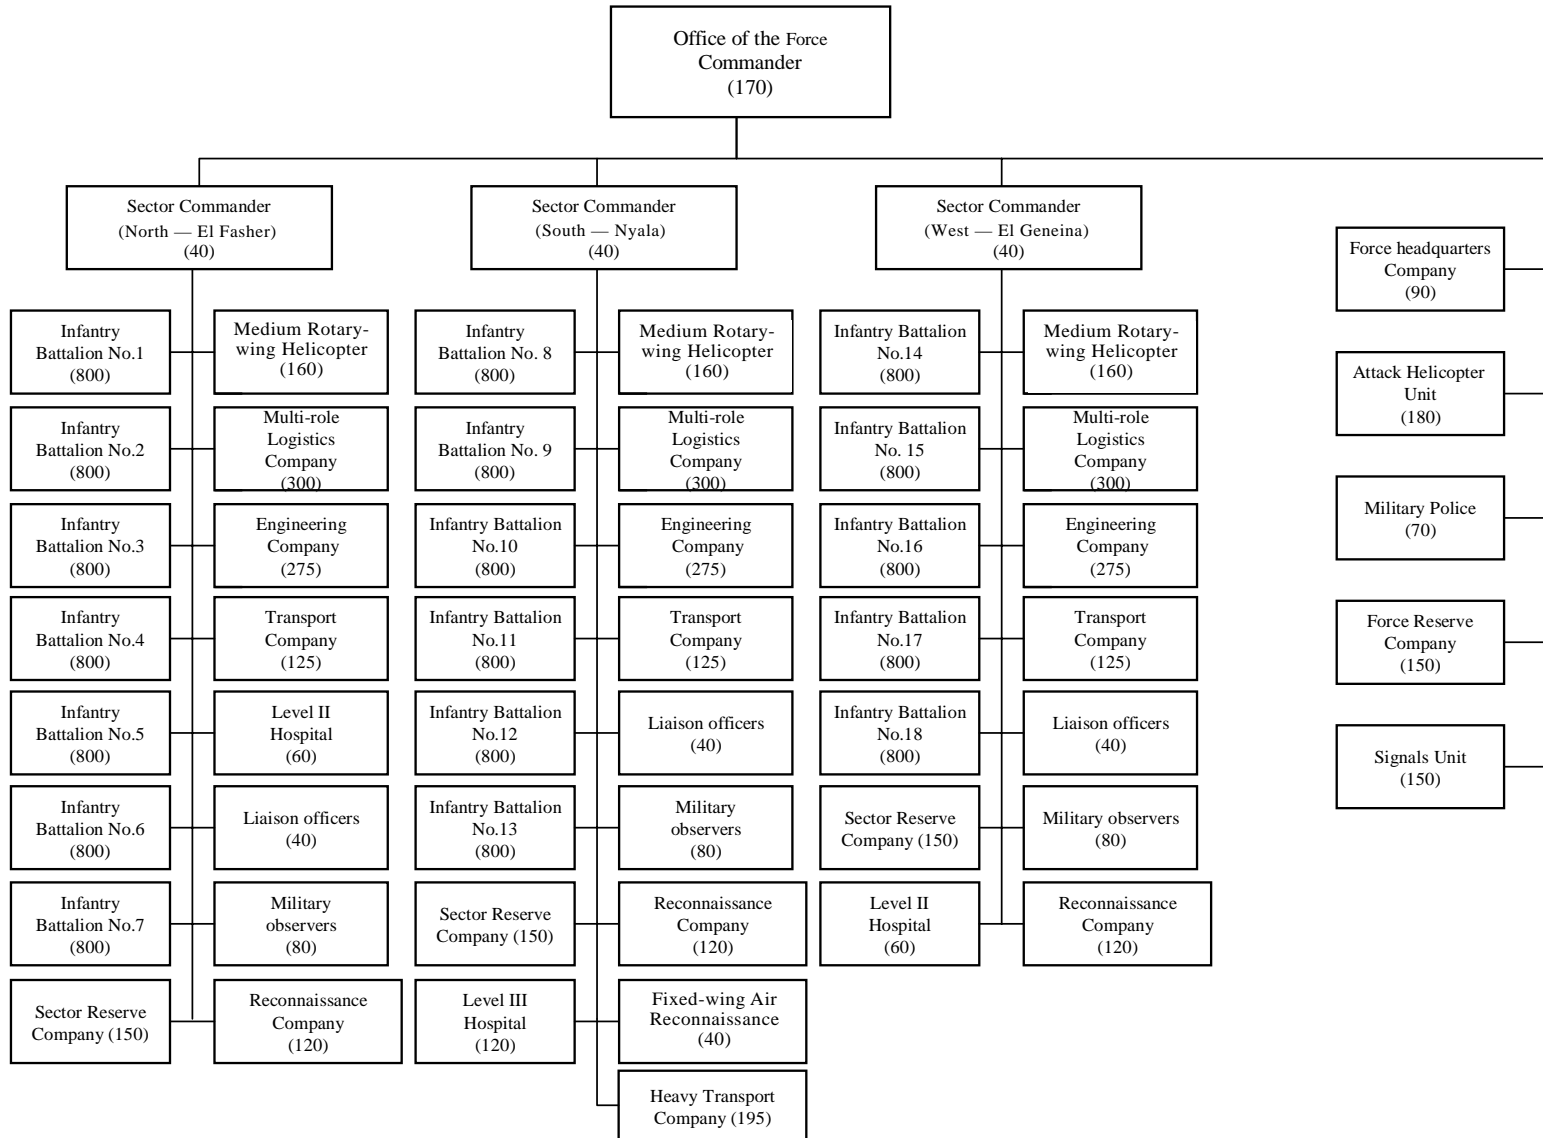 Office of the Force
Commander
(170)
Sector Commander
(North — El Fasher)
(40)
Sector Commander
(South — Nyala)
(40)
Sector Commander
(West — El Geneina)
(40)
Infantry
Battalion No.1
(800)
Medium Rotary-
wing Helicopter
(160)
Infantry
Battalion No.2
(800)
Multi-role
Logistics
Company
(300)
Infantry
Battalion No.3
(800)
Engineering
Company
(275)
Infantry
Battalion No.4
(800)
Transport
Company
(125)
Infantry
Battalion No.5
(800)
Level II
Hospital
(60)
Infantry
Battalion No.6
(800)
Liaison officers
(40)
Infantry
Battalion No.7
(800)
Military
observers
(80)
Sector Reserve
Company (150)
Reconnaissance
Company
(120)
Infantry
Battalion No. 8
(800)
Medium Rotary-
wing Helicopter
(160)
Infantry
Battalion No. 9
(800)
Multi-role
Logistics
Company
(300)
Infantry Battalion
No.10
(800)
Engineering
Company
(275)
Infantry Battalion
No.11
(800)
Transport
Company
(125)
Infantry Battalion
No.12
(800)
Liaison officers
(40)
Infantry Battalion
No.13
(800)
Military
observers
(80)
Sector Reserve
Company (150)
Reconnaissance
Company
(120)
Level III
Hospital
(120)
Fixed-wing Air
Reconnaissance
(40)
Heavy Transport
Company (195)
Infantry Battalion
No.14
(800)
Medium Rotary-
wing Helicopter
(160)
Infantry Battalion
No. 15
(800)
Multi-role
Logistics
Company
(300)
Infantry Battalion
No.16
(800)
Engineering
Company
(275)
Infantry Battalion
No.17
(800)
Transport
Company
(125)
Infantry Battalion
No.18
(800)
Liaison officers
(40)
Sector Reserve
Company (150)
Military observers
(80)
Level II
Hospital
(60)
Reconnaissance
Company
(120)
Force headquarters
Company
(90)
Attack Helicopter
Unit
(180)
Military Police
(70)
Force Reserve
Company
(150)
Signals Unit
(150)